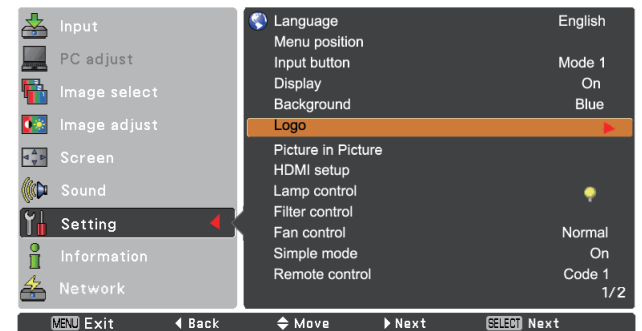 Input
PC adjust
Image select
Image adjust
Screen
Sound
Setting
Information
Network
Language English
Menu position
Input button Mode 1
Display On
Background Blue
Logo
Picture in Picture
HDMI setup
Lamp control
Filter control
Fan control Normal
Simple mode On
Remote control Code 1
1/2
MENU Exit Back Move Next SELECT Next